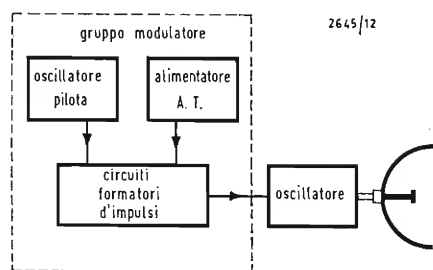 2645/12
gruppo modulatore
oscillatore
pilota
alimentatore
A. T.
circuiti
formatori
d'impulsi
oscillatore